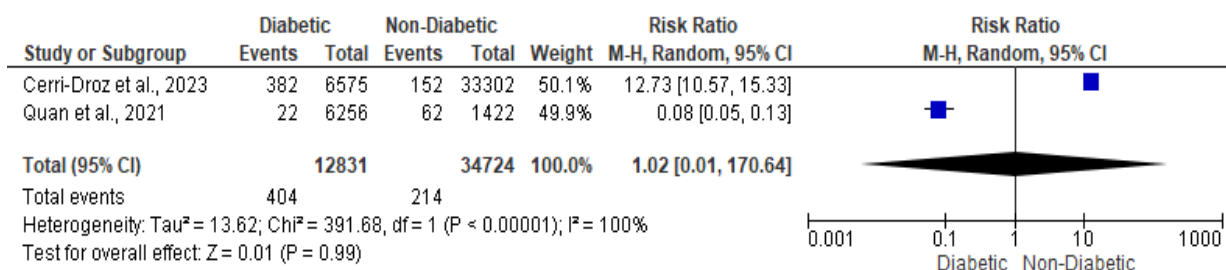 Diabetic Non-Diabetic Risk Ratio Risk Ratio
Study or Subgroup Events Total Events Total Weight M-H, Random, 95% CI M-H, Random, 95% CI
Cerri-Droz et al., 2023 382 6575 152 33302 50.1% 12.73 [10.57, 15.33]
Quan et al., 2021 22 6256 62 1422 49.9% 0.08 [0.05, 0.13]
Total (95% CI) 12831 34724 100.0% 1.02 [0.01, 170.64]
Total events 404 214
Heterogeneity: Tau² = 13.62; Chi² = 391.68, df = 1 (P < 0.00001); I² = 100%
Test for overall effect: Z = 0.01 (P = 0.99)
0.001 0.1 1 10 1000
Diabetic Non-Diabetic